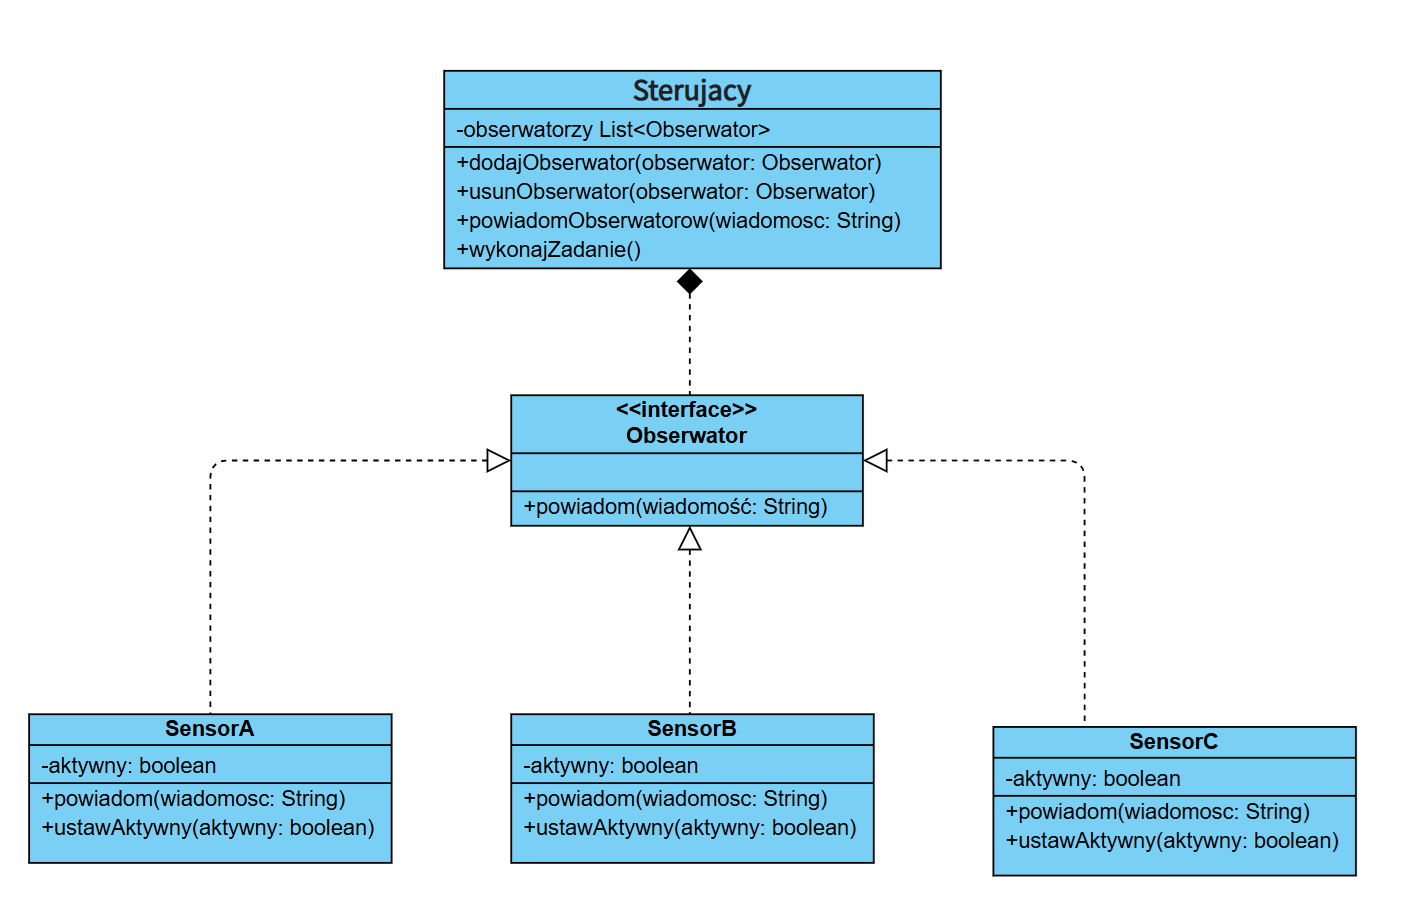 Sterujacy
-obserwatorzy List<Obserwator>
+dodajObserwator(obserwator: Obserwator)
+usunObserwator(obserwator: Obserwator)
+powiadomObserwatorow(wiadomosc: String)
+wykonajZadanie()
<<interface>>
Obserwator
+powiadom(wiadomość: String)
SensorA
-aktywny: boolean
+powiadom(wiadomosc: String)
+ustawAktywny(aktywny: boolean)
SensorB
-aktywny: boolean
+powiadom(wiadomosc: String)
+ustawAktywny(aktywny: boolean)
SensorC
-aktywny: boolean
+powiadom(wiadomosc: String)
+ustawAktywny(aktywny: boolean)